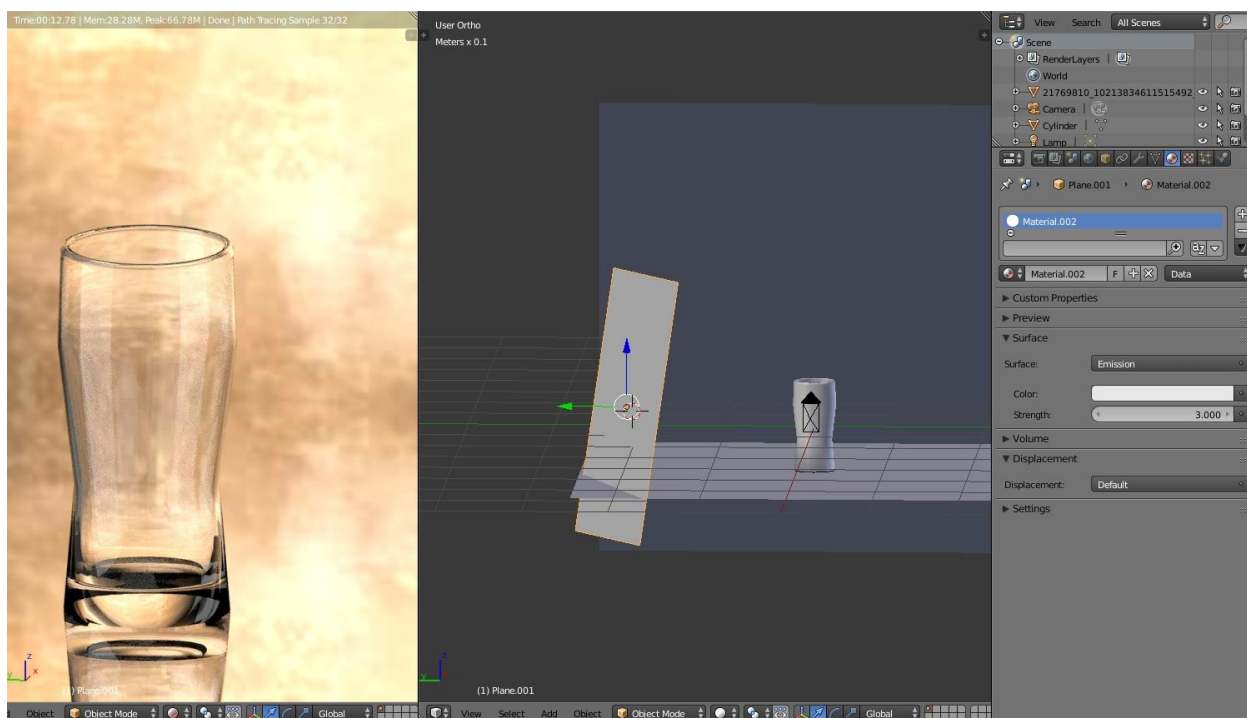 Time:00:12.78 | Mem:28.28M, Peak:66.78M | Done | Path Tracing Sample 32/32
(1) Plane.001
Object
Object Mode
Global
User Ortho
Meters x 0.1
(1) Plane.001
View Select Add Object
Object Mode
Global
View Search All Scenes
Scene
RenderLayers |
World
21769810_10213834611515492
Camera |
Cylinder |
Lamp |
Plane.001
Material.002
Material.002
Material.002 F Data
Custom Properties
Preview
Surface
Surface: Emission
Color:
Strength: 3.000
Volume
Displacement
Displacement: Default
Settings